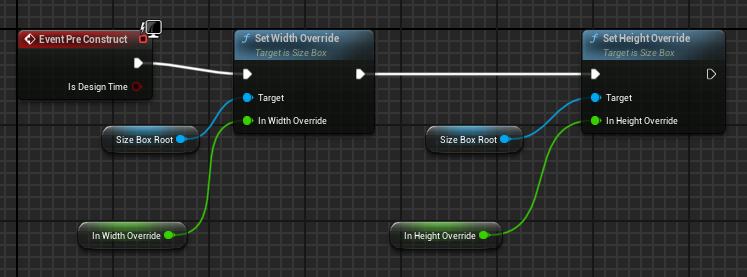 Event Pre Construct
Is Design Time
Set Width Override
Target is Size Box
Target
In Width Override
Size Box Root
In Width Override
Set Height Override
Target is Size Box
Target
In Height Override
Size Box Root
In Height Override